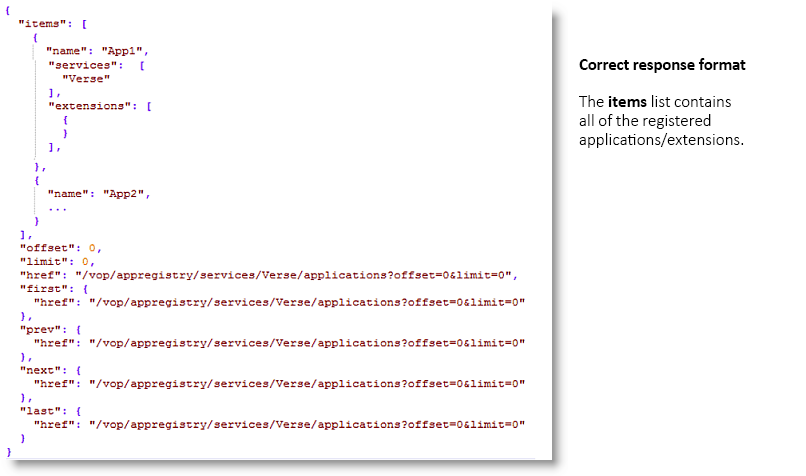 {
"items": [
{
"name": "App1",
"services": [
"Verse"
],
"extensions": [
{
}
],
},
{
"name": "App2",
...
}
],
"offset": 0,
"limit": 0,
"href": "/vop/appregistry/services/Verse/applications?offset=0&limit=0",
"first": {
"href": "/vop/appregistry/services/Verse/applications?offset=0&limit=0"
},
"prev": {
"href": "/vop/appregistry/services/Verse/applications?offset=0&limit=0"
},
"next": {
"href": "/vop/appregistry/services/Verse/applications?offset=0&limit=0"
},
"last": {
"href": "/vop/appregistry/services/Verse/applications?offset=0&limit=0"
}
}
Correct response format
The items list contains
all of the registered
applications/extensions.